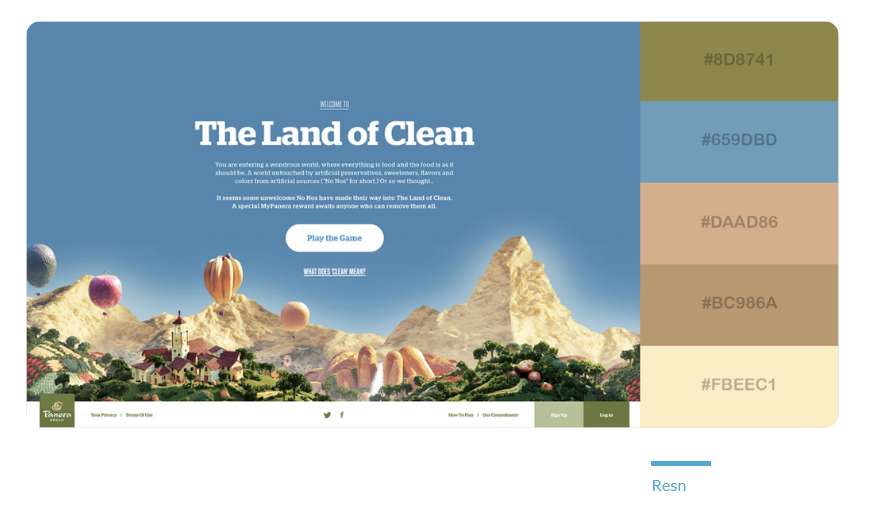 WELCOME TO
The Land of Clean
You are entering a wondrous world, where everything is food and the food is as it
should be. A world untouched by artificial preservatives, sweeteners, flavors and
colors from artificial sources ("No Nos" for short.) Or so we thought...
It seems some unwelcome No Nos have made their way into The Land of Clean.
A special MyPanera reward awaits anyone who can remove them all.
Play the Game
WHAT DOES 'CLEAN' MEAN?
Panera
BREAD
Your Privacy | Terms Of Use
How To Play | Our Commitment
Sign Up
Log in
#8D8741
#659DBD
#DAAD86
#BC986A
#FBEEC1
Resn